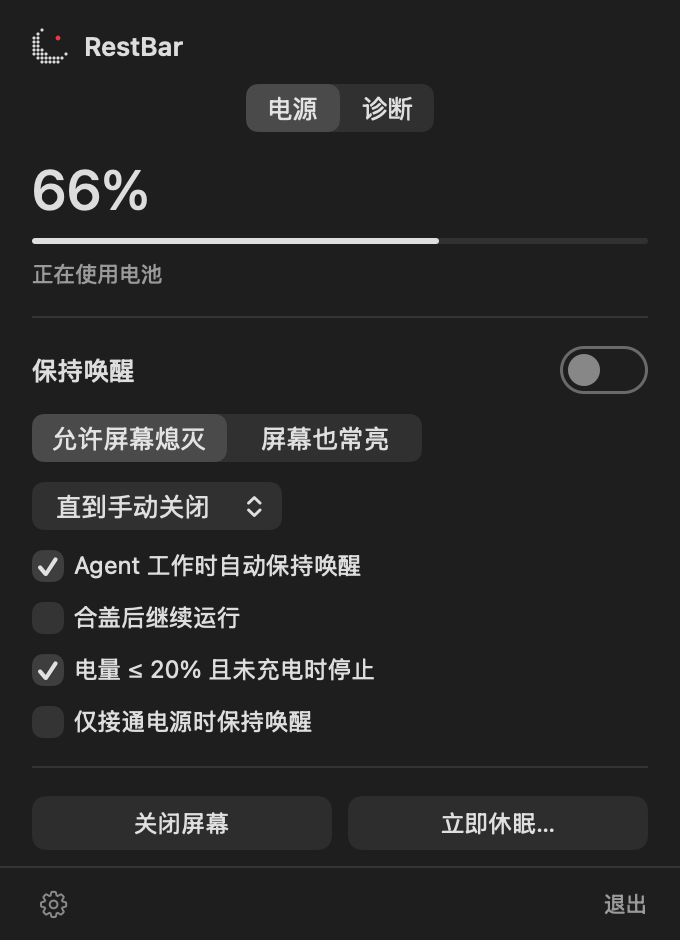 RestBar
电源 诊断
66%
正在使用电池
保持唤醒
允许屏幕熄灭 屏幕也常亮
直到手动关闭
Agent 工作时自动保持唤醒
合盖后继续运行
电量 ≤ 20% 且未充电时停止
仅接通电源时保持唤醒
关闭屏幕 立即休眠...
退出